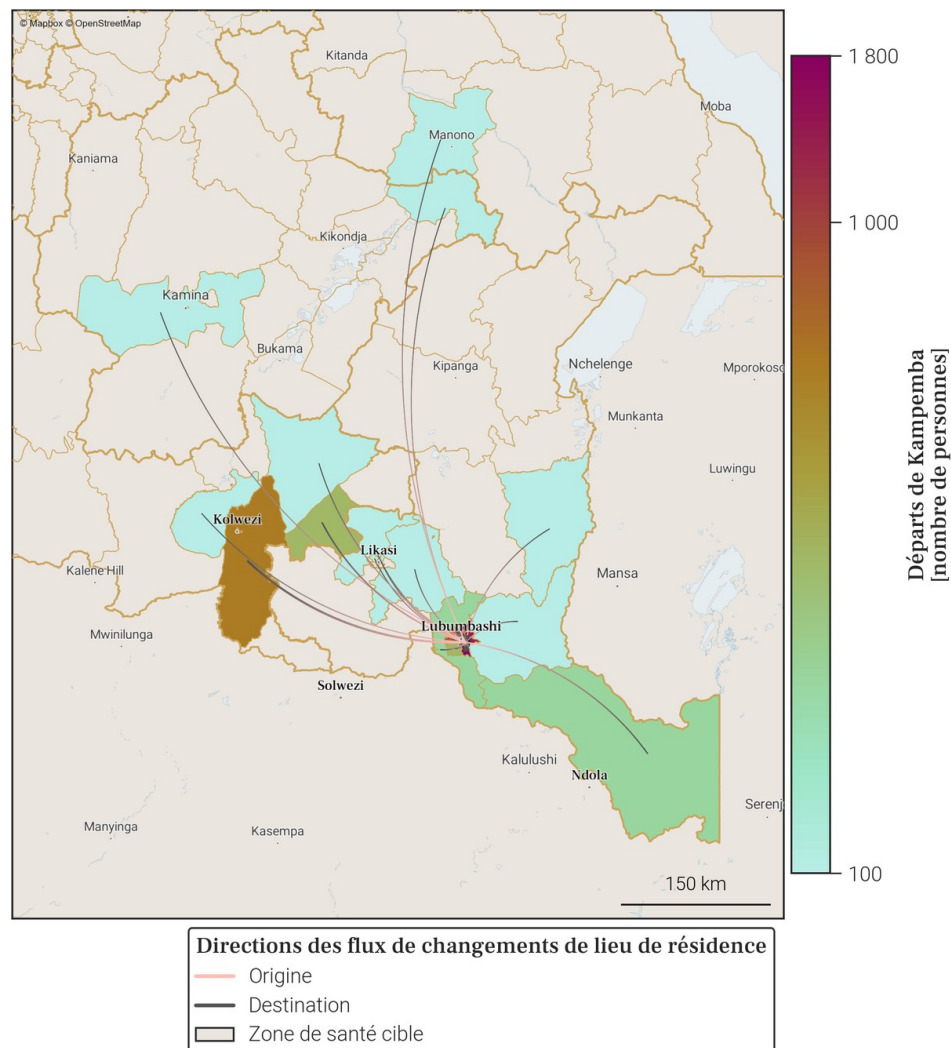 © Mapbox © OpenStreetMap
Kitanda
Moba
Manono
Kaniama
Kikondja
Kamina
Bukama
Kipanga
Nchelenge
Mporokoso
Munkanta
Luwingu
Kolwezi
Likasi
Kalene Hill
Mansa
Mwinilunga
Lubumbashi
Solwezi
Kalulushi
Ndola
Serenj
Manyinga
Kasempa
150 km
1 800
1 000
100
Départs de Kampemba
[nombre de personnes]
Directions des flux de changements de lieu de résidence
Origine
Destination
Zone de santé cible